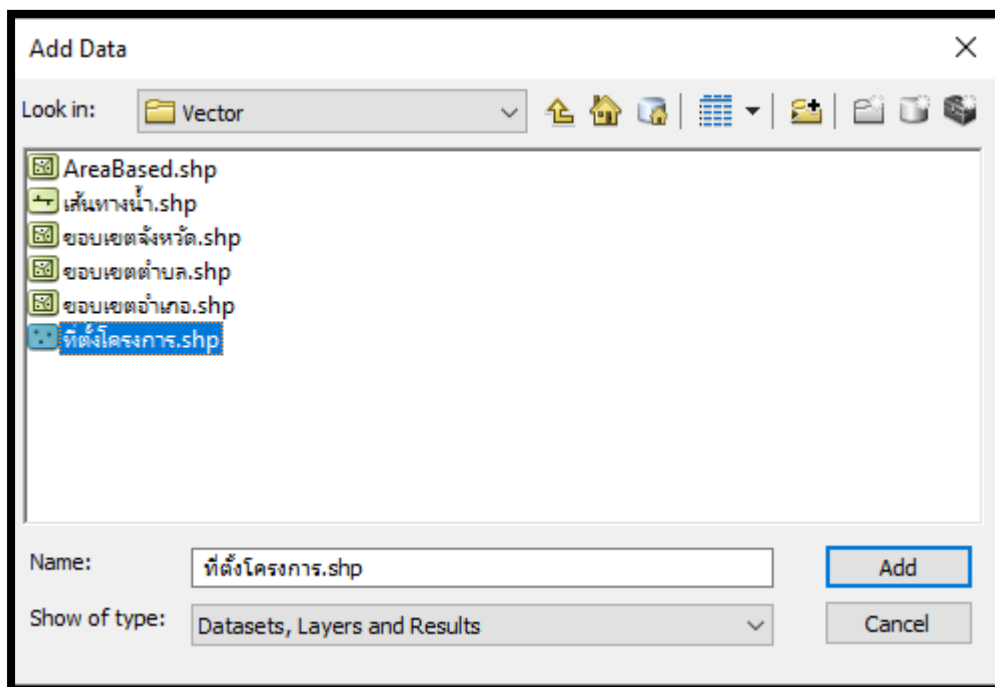 Add Data
Look in: Vector
AreaBased.shp
เส้นทางน้ำ.shp
ขอบเขตจังหวัด.shp
ขอบเขตตำบล.shp
ขอบเขตอำเภอ.shp
ที่ตั้งโครงการ.shp
Name: ที่ตั้งโครงการ.shp Add
Show of type: Datasets, Layers and Results Cancel